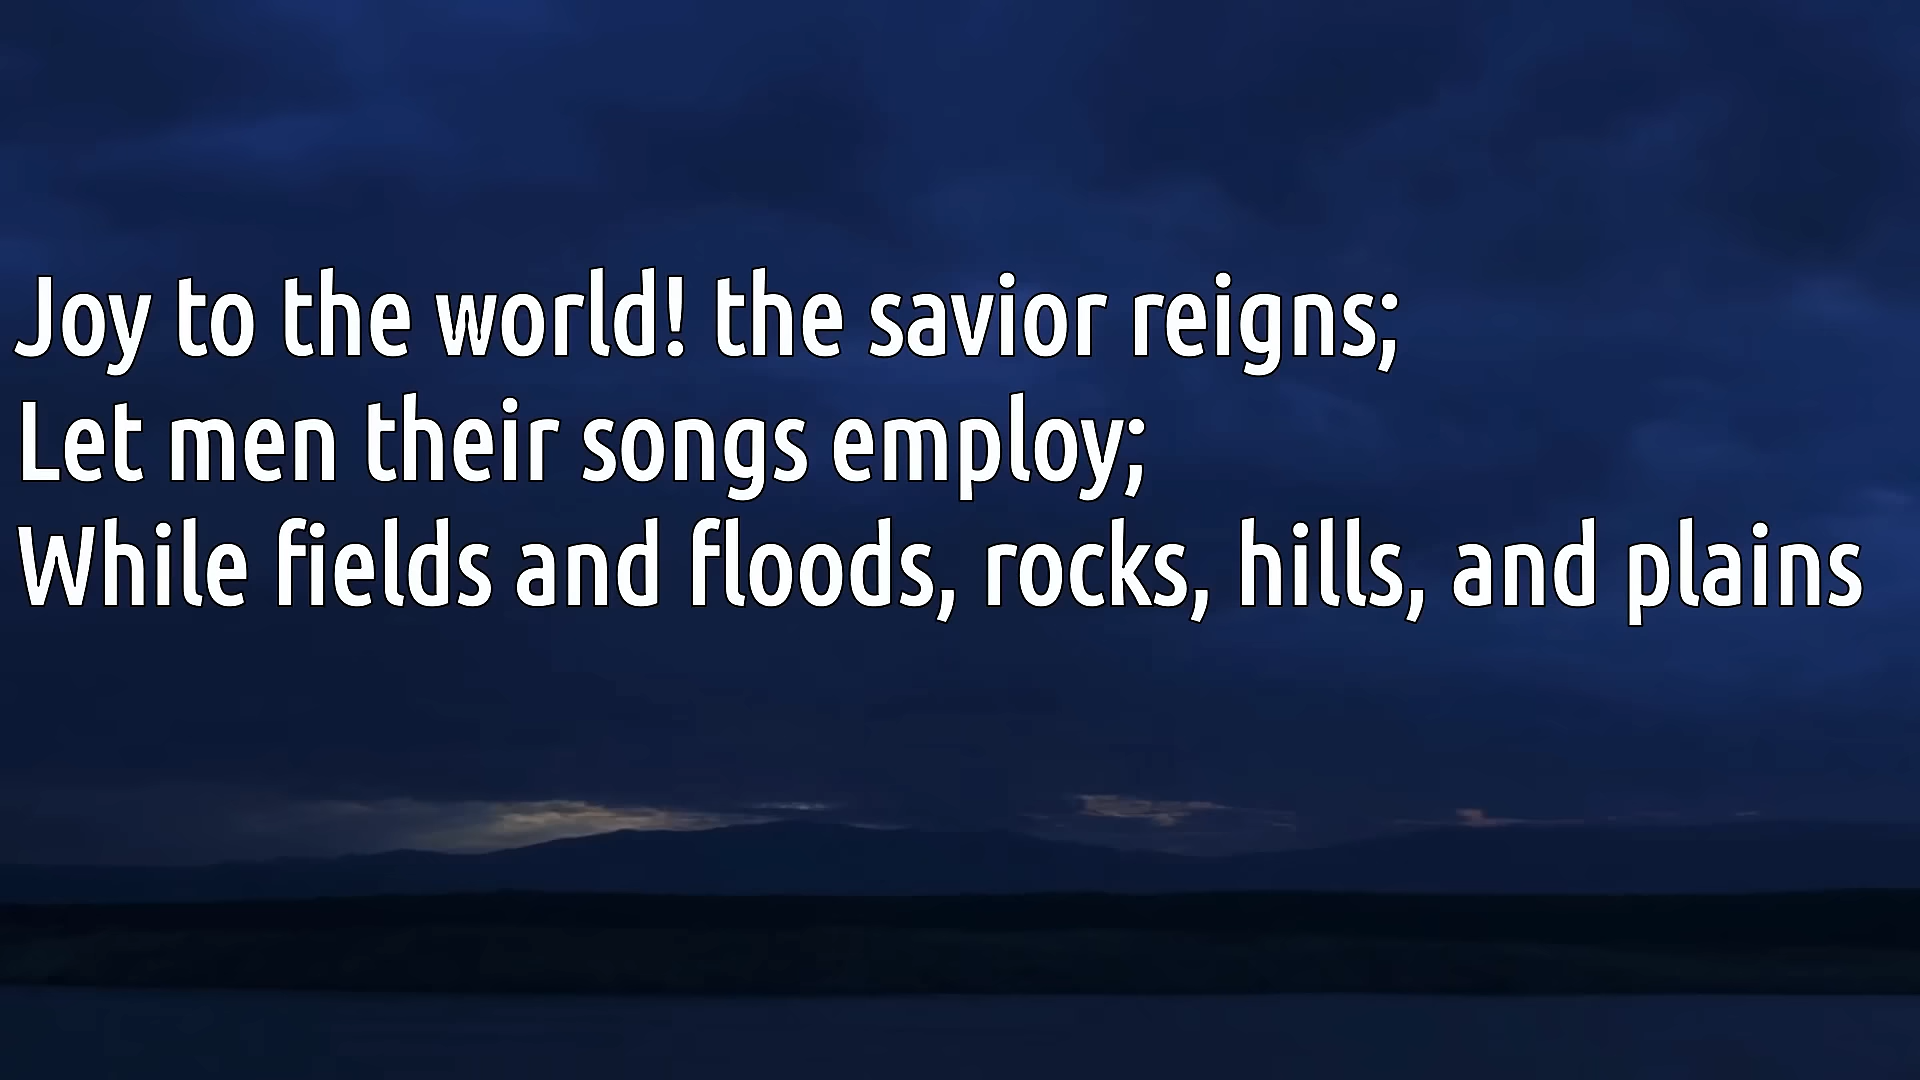 Joy to the world! the savior reigns;
Let men their songs employ;
While fields and floods, rocks, hills, and plains